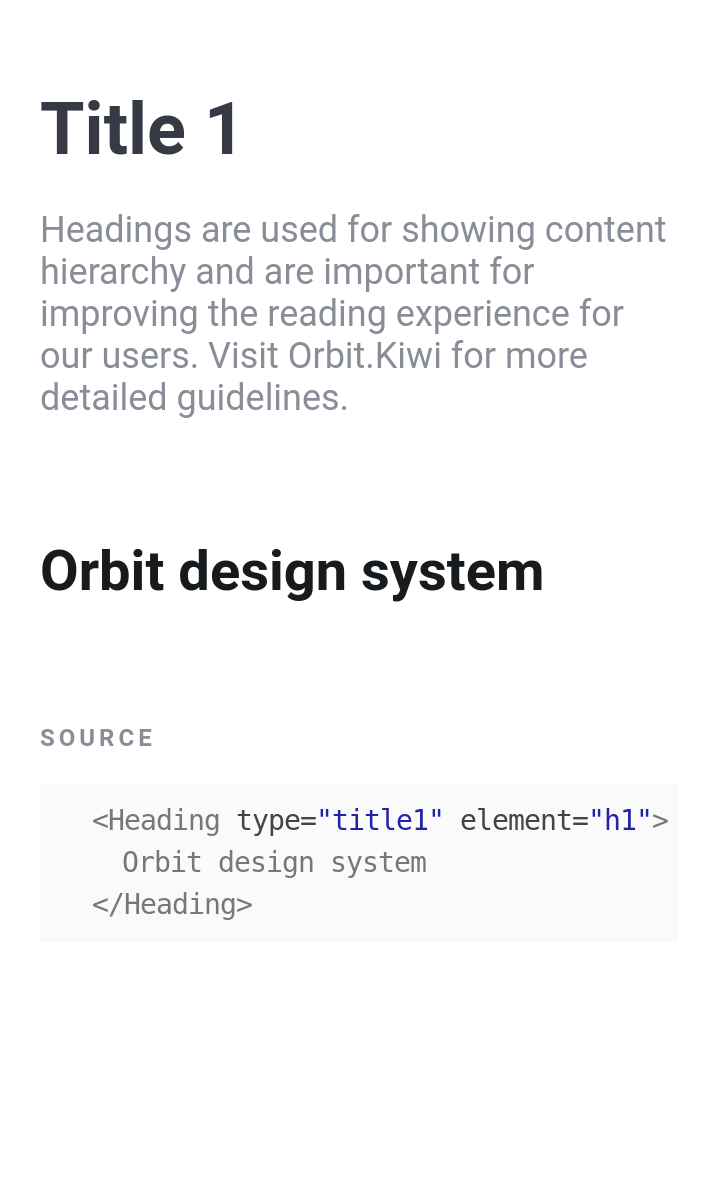 Title 1
Headings are used for showing content
hierarchy and are important for
improving the reading experience for
our users. Visit Orbit.Kiwi for more
detailed guidelines.
Orbit design system
SOURCE
<Heading type="title1" element="h1">
  Orbit design system
</Heading>